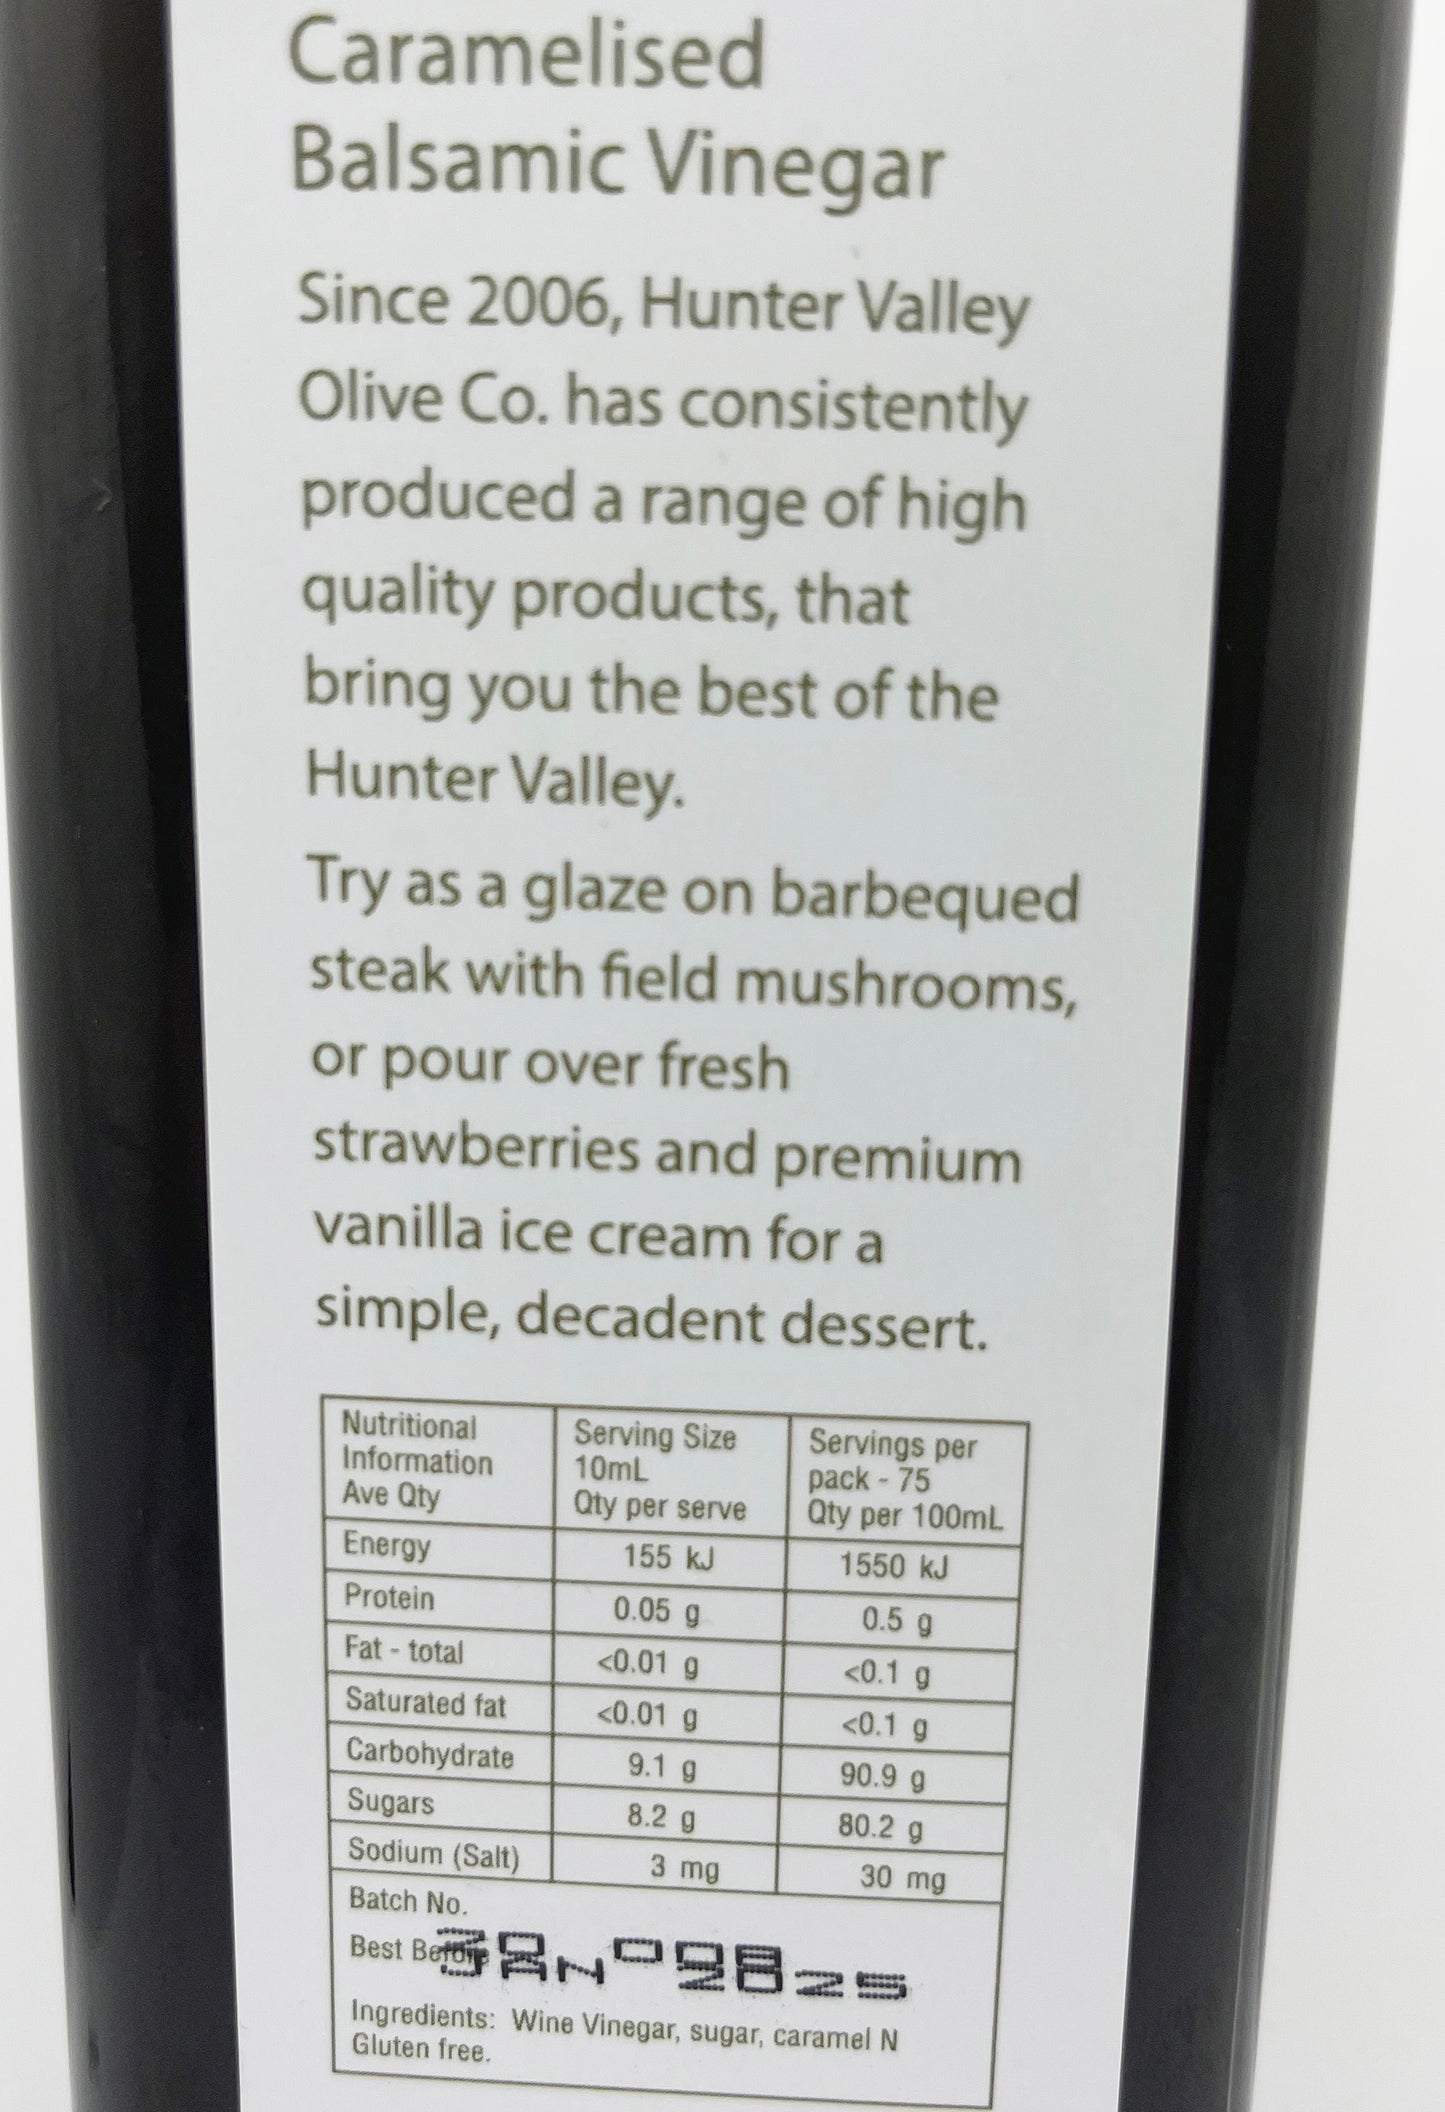 Caramelised
Balsamic Vinegar
Since 2006, Hunter Valley
Olive Co. has consistently
produced a range of high
quality products, that
bring you the best of the
Hunter Valley.
Try as a glaze on barbequed
steak with field mushrooms,
or pour over fresh
strawberries and premium
vanilla ice cream for a
simple, decadent dessert.
Nutritional Information Ave Qty Serving Size 10mL Qty per serve Servings per pack - 75 Qty per 100mL
Energy 155 kJ 1550 kJ
Protein 0.05 g 0.5 g
Fat - total <0.01 g <0.1 g
Saturated fat <0.01 g <0.1 g
Carbohydrate 9.1 g 90.9 g
Sugars 8.2 g 80.2 g
Sodium (Salt) 3 mg 30 mg
Batch No.
Best Before
Ingredients: Wine Vinegar, sugar, caramel N
Gluten free.